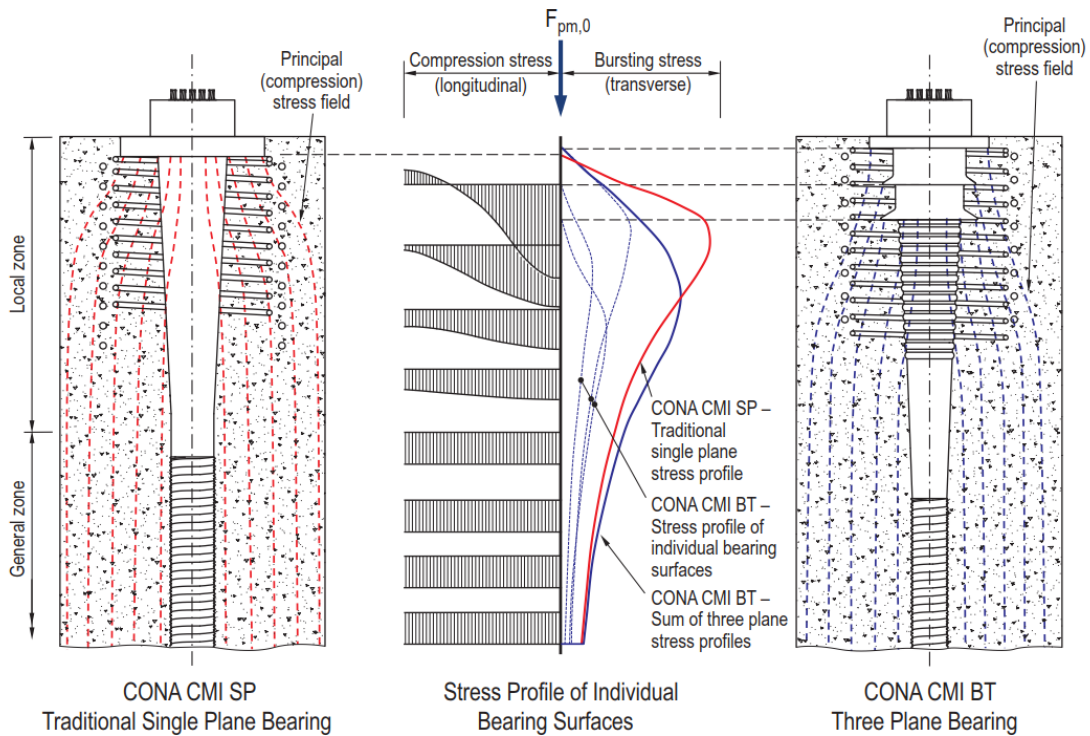 F_pm,0
Principal
(compression)
stress field
Compression stress
(longitudinal)
Bursting stress
(transverse)
Principal
(compression)
stress field
Local zone
General zone
CONA CMI SP –
Traditional
single plane
stress profile
CONA CMI BT –
Stress profile of
individual bearing
surfaces
CONA CMI BT –
Sum of three plane
stress profiles
CONA CMI SP
Traditional Single Plane Bearing
Stress Profile of Individual
Bearing Surfaces
CONA CMI BT
Three Plane Bearing